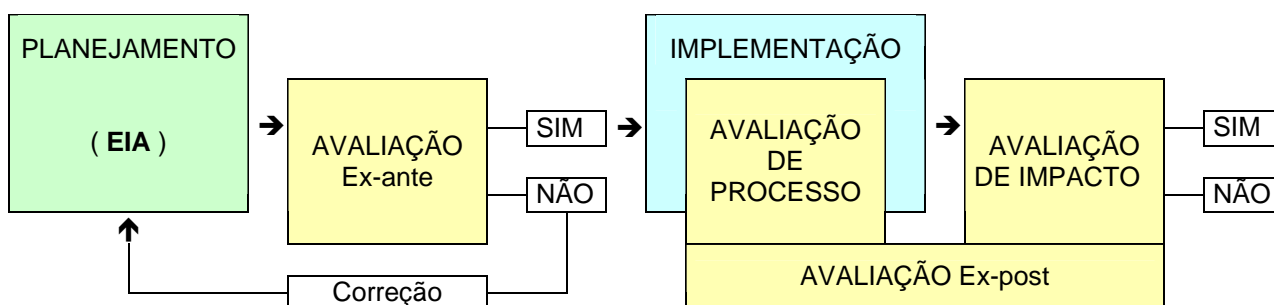 PLANEJAMENTO
( EIA )
AVALIAÇÃO
Ex-ante
SIM
NÃO
Correção
IMPLEMENTAÇÃO
AVALIAÇÃO
DE
PROCESSO
AVALIAÇÃO
DE IMPACTO
SIM
NÃO
AVALIAÇÃO Ex-post